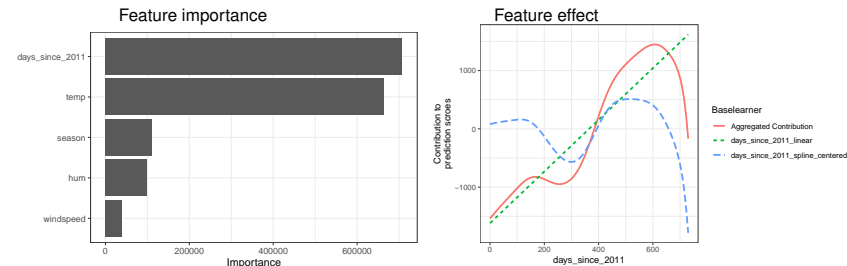 Feature importance
days_since_2011
temp
season
hum
windspeed
0
200000
400000
600000
Importance
Feature effect
Contribution to
prediction scroes
1000
0
−1000
0
200
400
600
days_since_2011
Baselearner
Aggregated Contribution
days_since_2011_linear
days_since_2011_spline_centered